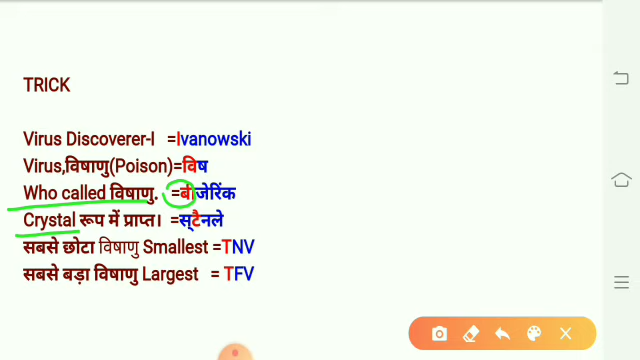 TRICK
Virus Discoverer-I =Ivanowski
Virus,विषाणु(Poison)=विष
Who called विषाणु. =बीजेरिंक
Crystal रूप में प्राप्त। =स्टैनले
सबसे छोटा विषाणु Smallest =TNV
सबसे बड़ा विषाणु Largest = TFV